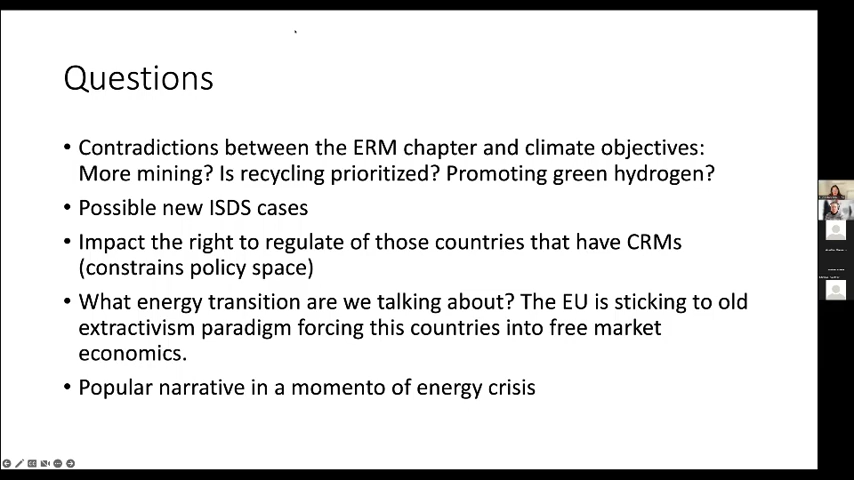 Questions
• Contradictions between the ERM chapter and climate objectives:
More mining? Is recycling prioritized? Promoting green hydrogen?
• Possible new ISDS cases
• Impact the right to regulate of those countries that have CRMs
(constrains policy space)
• What energy transition are we talking about? The EU is sticking to old
extractivism paradigm forcing this countries into free market
economics.
• Popular narrative in a momento of energy crisis